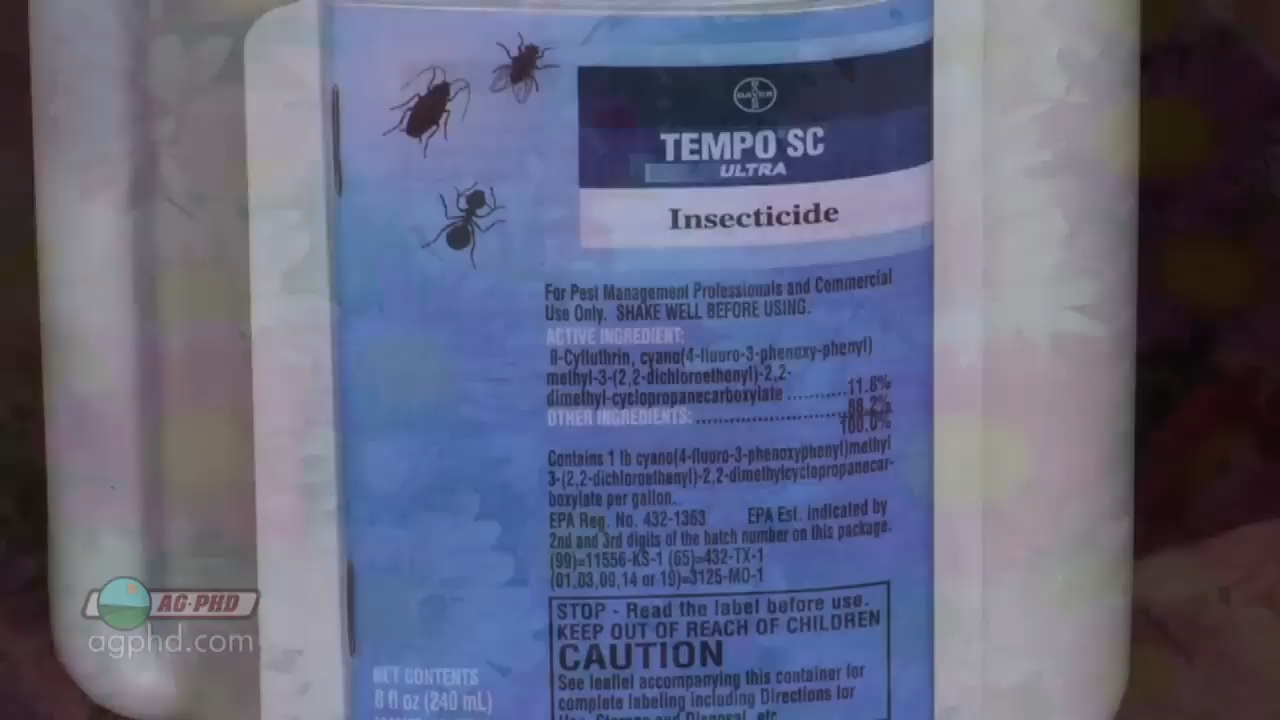 BAYER
TEMPO SC
ULTRA
Insecticide
For Pest Management Professionals and Commercial
Use Only. SHAKE WELL BEFORE USING.
ACTIVE INGREDIENT:
ß-Cyfluthrin, cyano(4-fluoro-3-phenoxy-phenyl)
methyl-3-(2,2-dichloroethonyl)-2,2-
dimethyl-cyclopropanecarboxylate ...........11.8%
OTHER INGREDIENTS: ........................88.2%
100.0%
Contains 1 lb cyano(4-fluoro-3-phenoxyphenyl)methyl
3-(2,2-dichloroethenyl)-2,2-dimethylcyclopropanecar-
boxylate per gallon.
EPA Reg. No. 432-1363 EPA Est. indicated by
2nd and 3rd digits of the batch number on this package.
(99)=11556-KS-1 (65)=432-TX-1
(01,03,09,14 or 19)=3125-MO-1
STOP - Read the label before use.
KEEP OUT OF REACH OF CHILDREN
CAUTION
See leaflet accompanying this container for
complete labeling including Directions for
Use, Storage and Disposal, etc.
NET CONTENTS
8 fl oz (240 mL)
AG·PHD
agphd.com